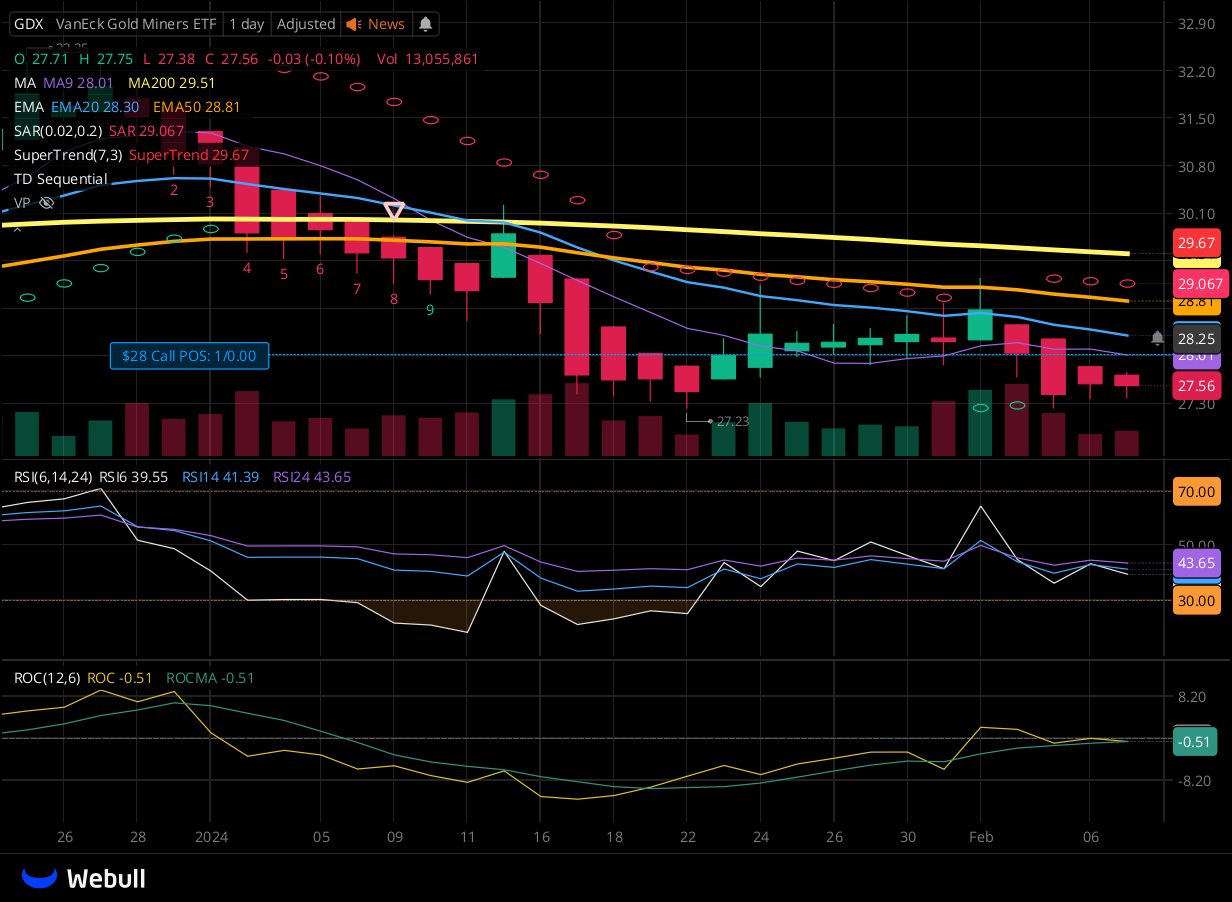 GDX VanEck Gold Miners ETF 1 day Adjusted News
O 27.71 H 27.75 L 27.38 C 27.56 -0.03 (-0.10%) Vol 13,055,861
MA MA9 28.01 MA200 29.51
EMA EMA20 28.30 EMA50 28.81
SAR(0.02,0.2) SAR 29.067
SuperTrend(7,3) SuperTrend 29.67
TD Sequential
VP
2
3
4
5
6
7
8
9
$28 Call POS: 1/0.00
27.23
32.90
32.20
31.50
30.80
30.10
29.67
29.067
28.81
28.25
28.01
27.56
27.30
RSI(6,14,24) RSI6 39.55 RSI14 41.39 RSI24 43.65
70.00
50.00
43.65
30.00
ROC(12,6) ROC -0.51 ROCMA -0.51
8.20
-0.51
-8.20
26 28 2024 05 09 11 16 18 22 24 26 30 Feb 06
Webull